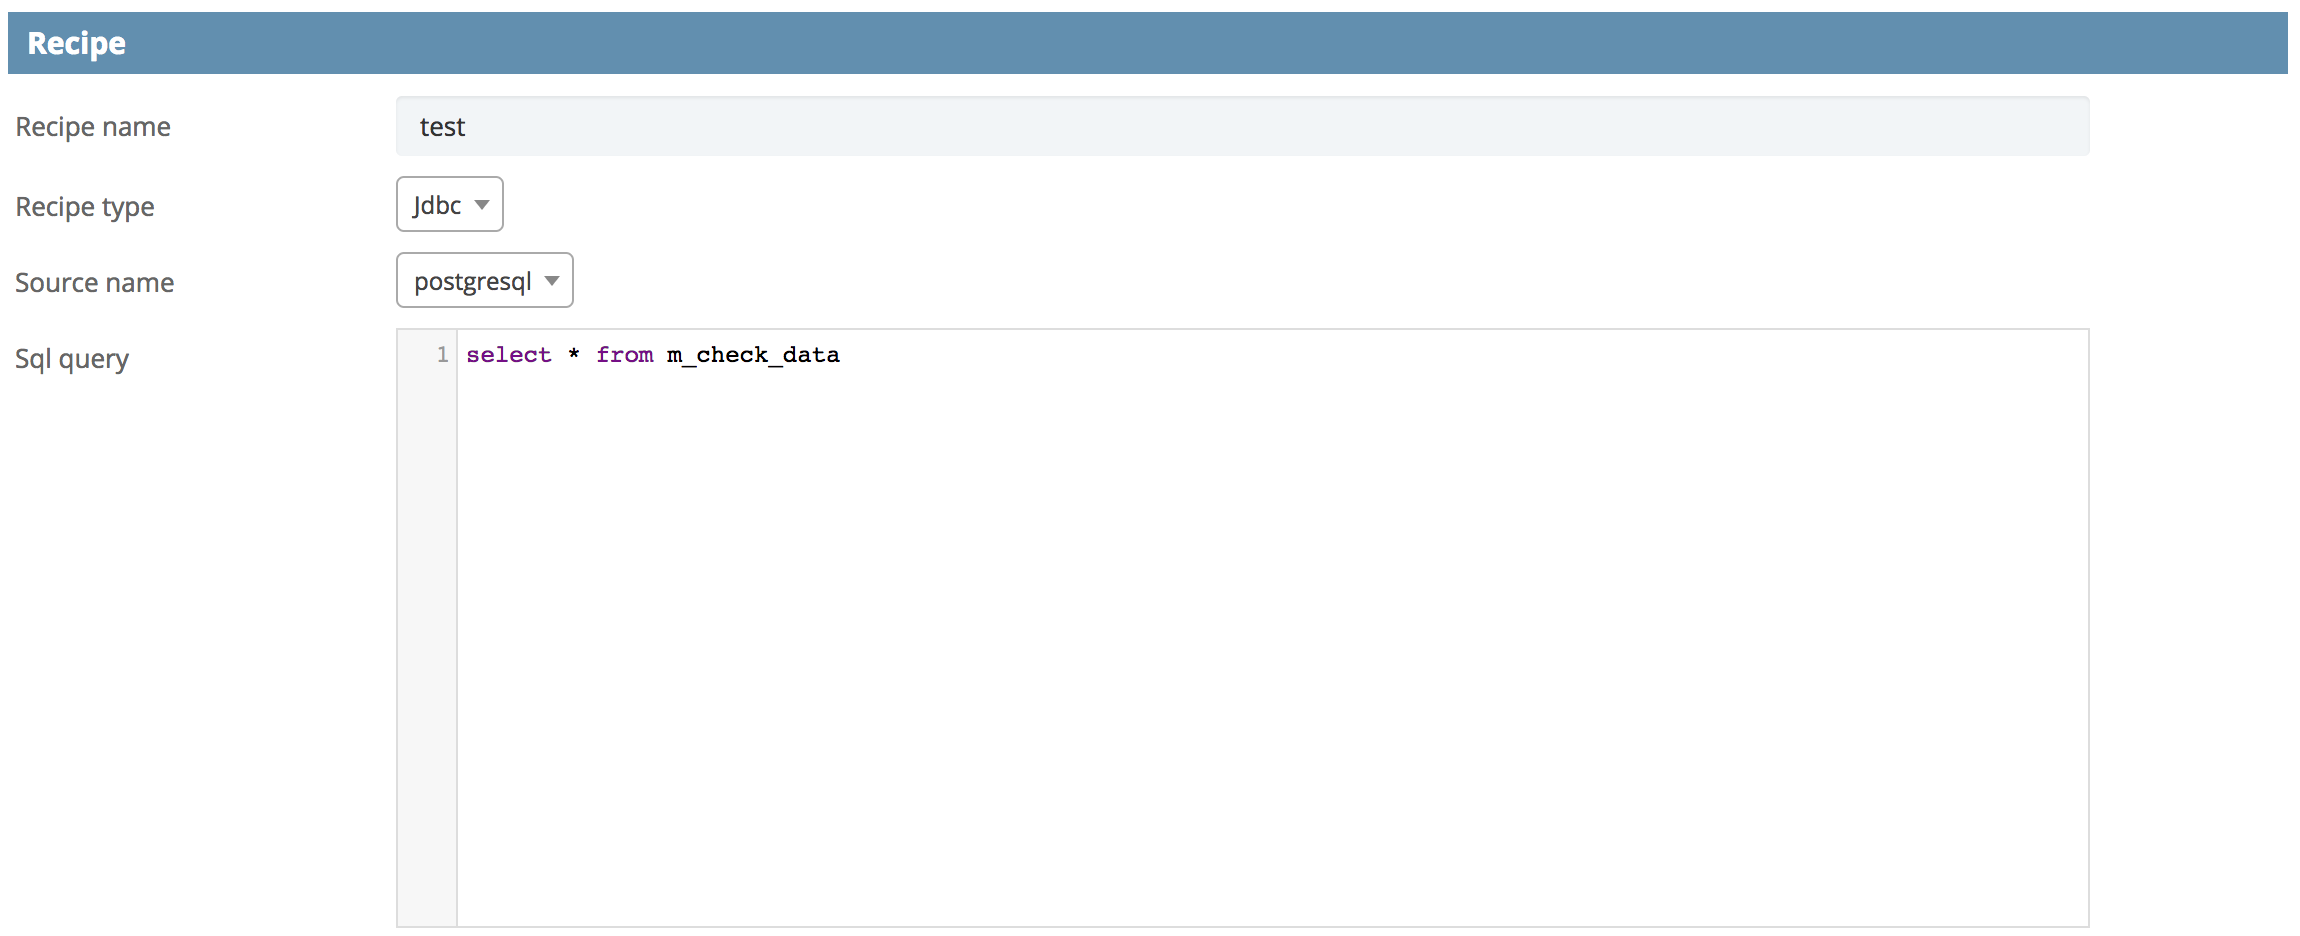 Recipe
Recipe name
test
Recipe type
Jdbc
Source name
postgresql
Sql query
1 select * from m_check_data